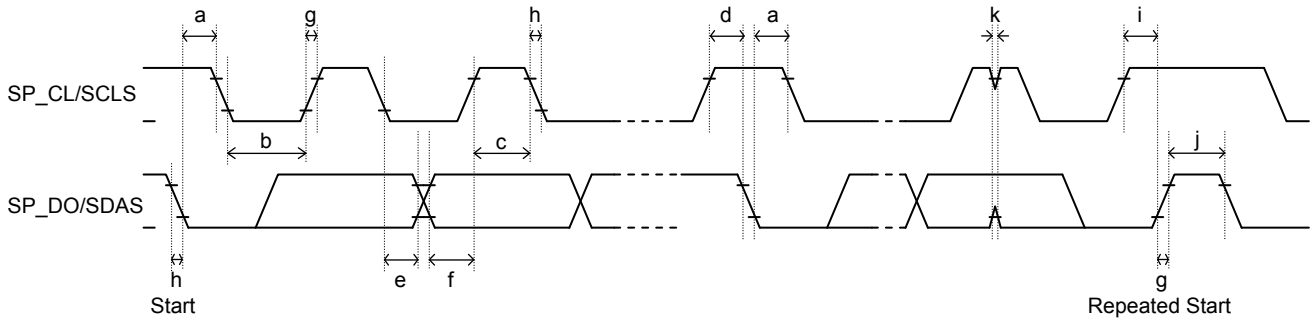 a g h d a k i
SP_CL/SCLS
b c j
SP_DO/SDAS
h e f g
Start Repeated Start